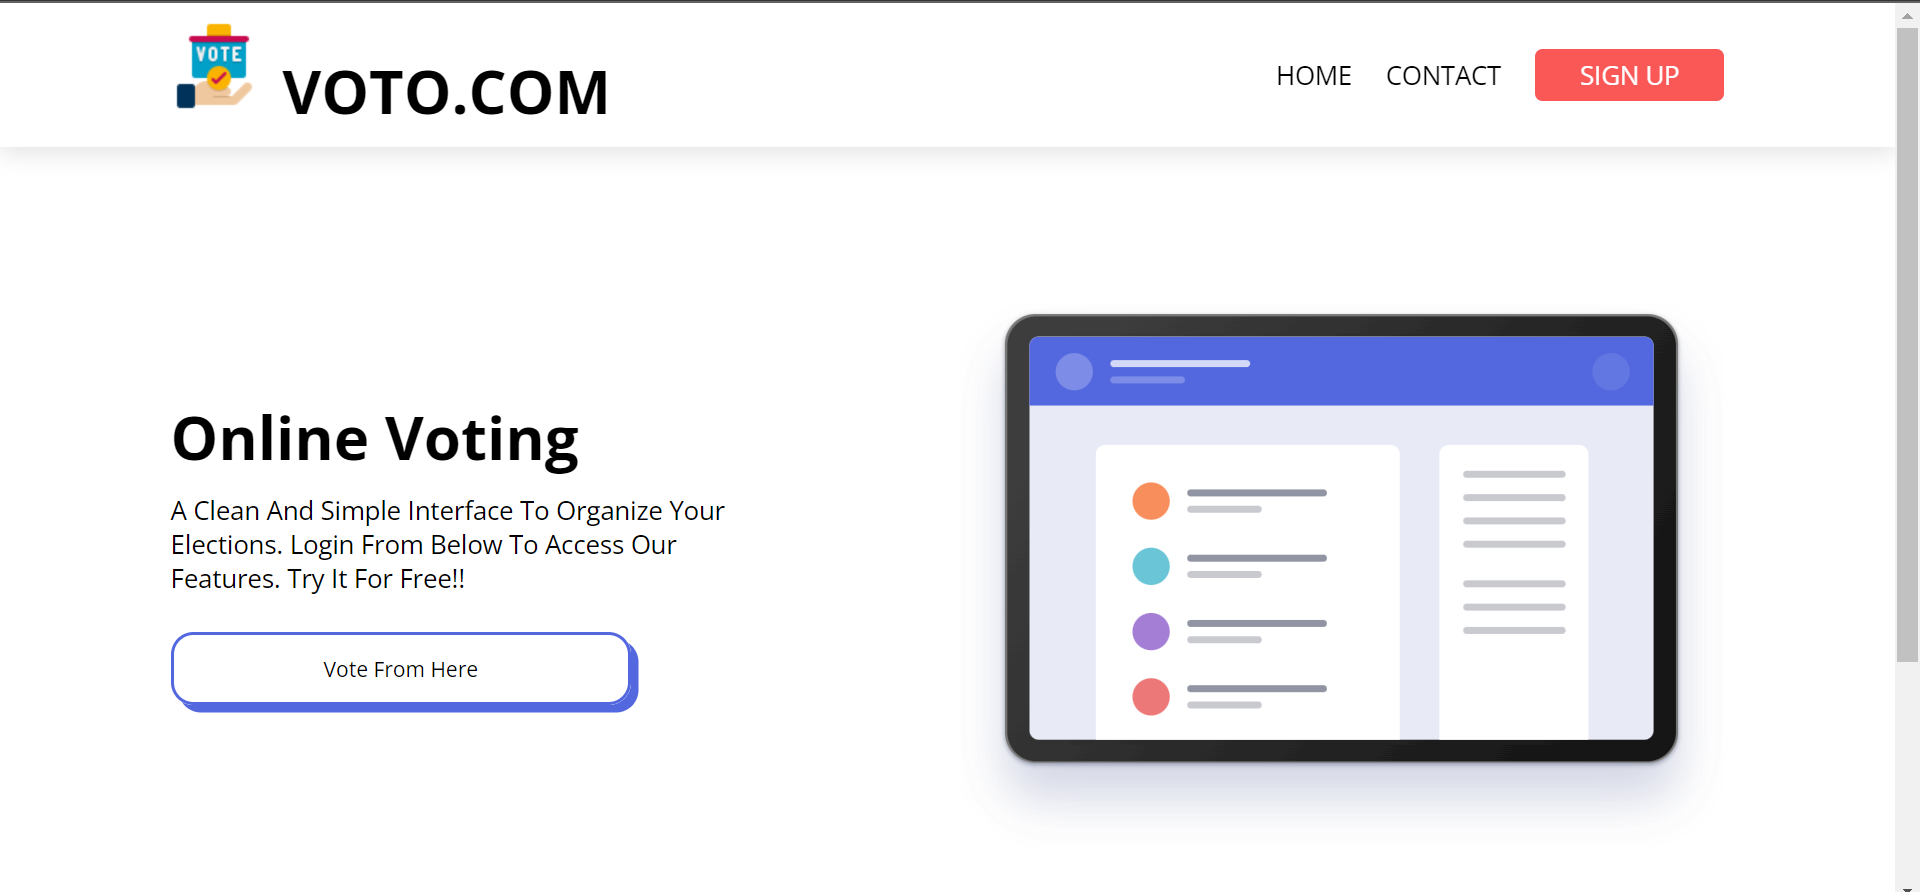 VOTE
VOTO.COM
HOME CONTACT SIGN UP
Online Voting
A Clean And Simple Interface To Organize Your
Elections. Login From Below To Access Our
Features. Try It For Free!!
Vote From Here